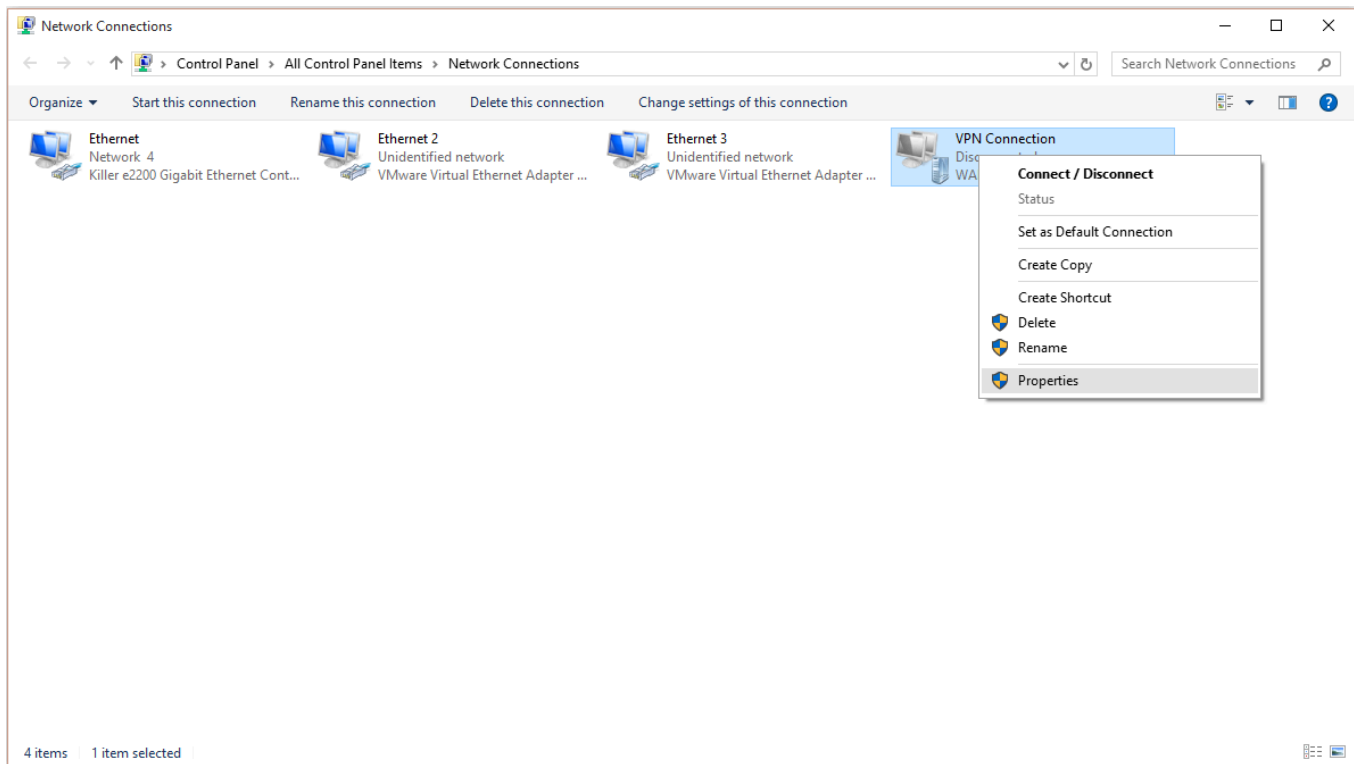 Network Connections
Control Panel > All Control Panel Items > Network Connections
Search Network Connections
Organize
Start this connection
Rename this connection
Delete this connection
Change settings of this connection
Ethernet
Network 4
Killer e2200 Gigabit Ethernet Cont...
Ethernet 2
Unidentified network
VMware Virtual Ethernet Adapter ...
Ethernet 3
Unidentified network
VMware Virtual Ethernet Adapter ...
VPN Connection
Connect / Disconnect
Status
Set as Default Connection
Create Copy
Create Shortcut
Delete
Rename
Properties
4 items
1 item selected